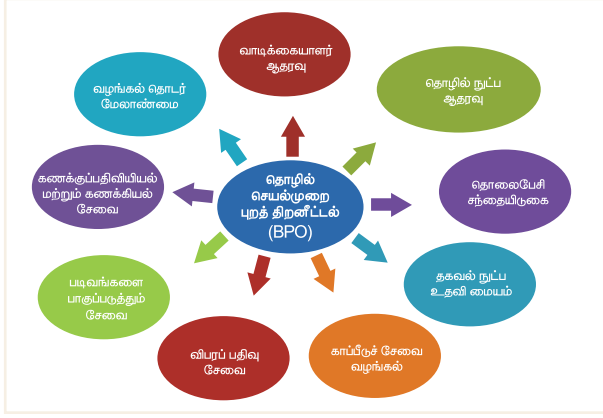 வாடிக்கையாளர்
ஆதரவு
தொழில் நுட்ப
ஆதரவு
தொலைபேசி
சந்தையிடுகை
தகவல் நுட்ப
உதவி மையம்
காப்பீடுச் சேவை
வழங்கல்
விபரப் பதிவு
சேவை
படிவங்களை
பாகுப்படுத்தும்
சேவை
கணக்குப்பதிவியியல்
மற்றும் கணக்கியல்
சேவை
வழங்கல் தொடர்
மேலாண்மை
தொழில்
செயல்முறை
புறத் திறனீட்டல்
(BPO)